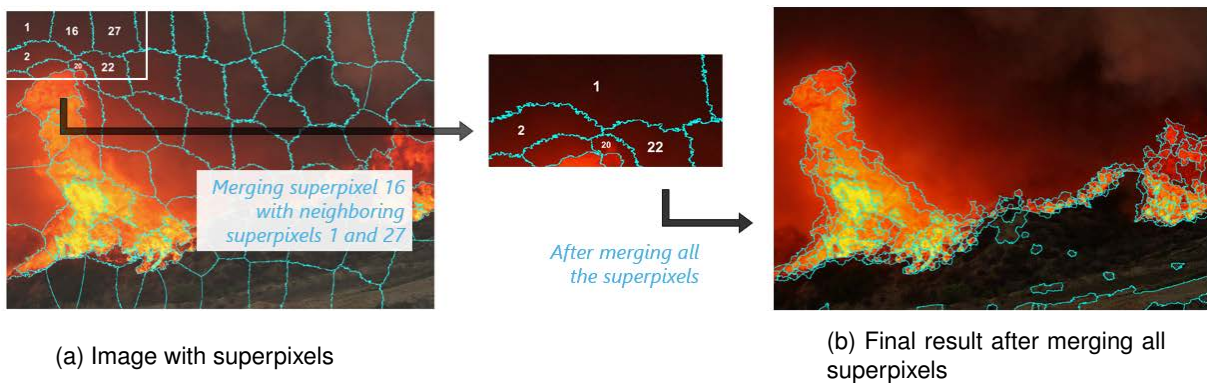 1 16 27
2 20 22
Merging superpixel 16
with neighboring
superpixels 1 and 27
1
2 20 22
After merging all
the superpixels
(a) Image with superpixels
(b) Final result after merging all
superpixels